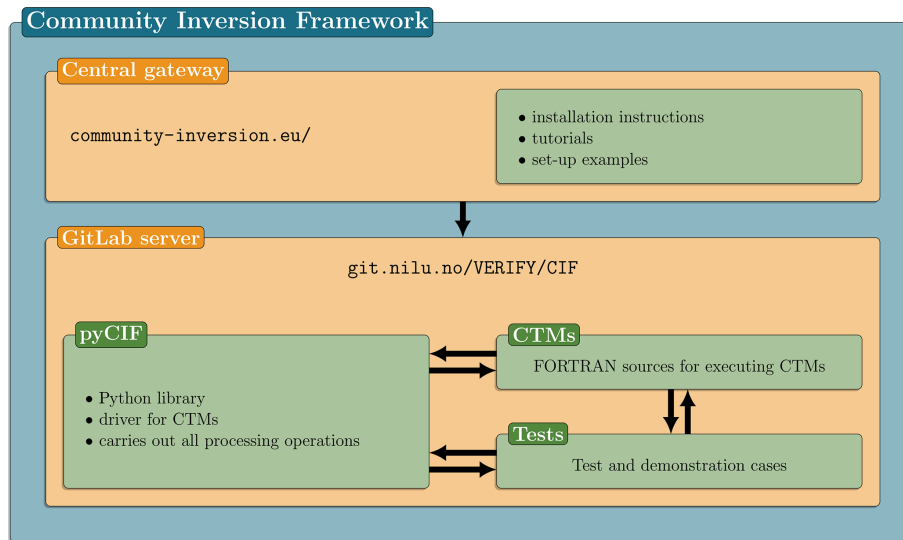 Community Inversion Framework
Central gateway
community-inversion.eu/
• installation instructions
• tutorials
• set-up examples
GitLab server
git.nilu.no/VERIFY/CIF
pyCIF
• Python library
• driver for CTMs
• carries out all processing operations
CTMs
FORTRAN sources for executing CTMs
Tests
Test and demonstration cases